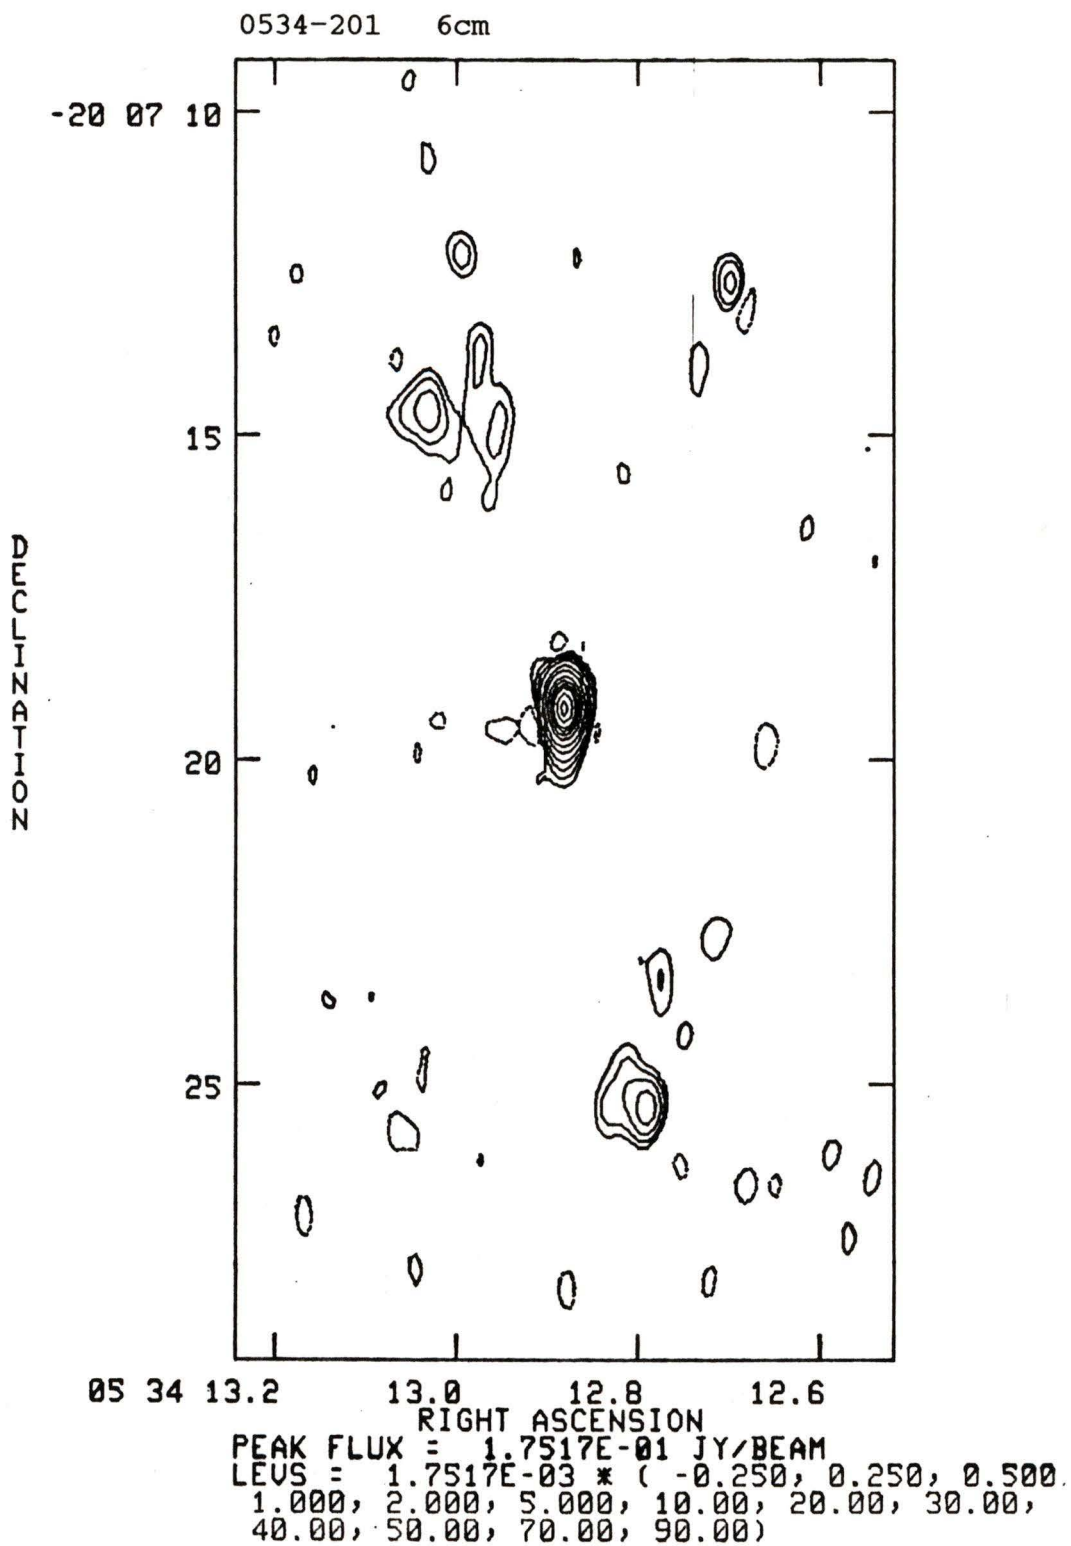 0534-201 6cm
-20 07 10
15
20
25
DECLINATION
05 34 13.2 13.0 12.8 12.6
RIGHT ASCENSION
PEAK FLUX = 1.7517E-01 JY/BEAM
LEVS = 1.7517E-03 * ( -0.250, 0.250, 0.500,
1.000, 2.000, 5.000, 10.00, 20.00, 30.00,
40.00, 50.00, 70.00, 90.00)